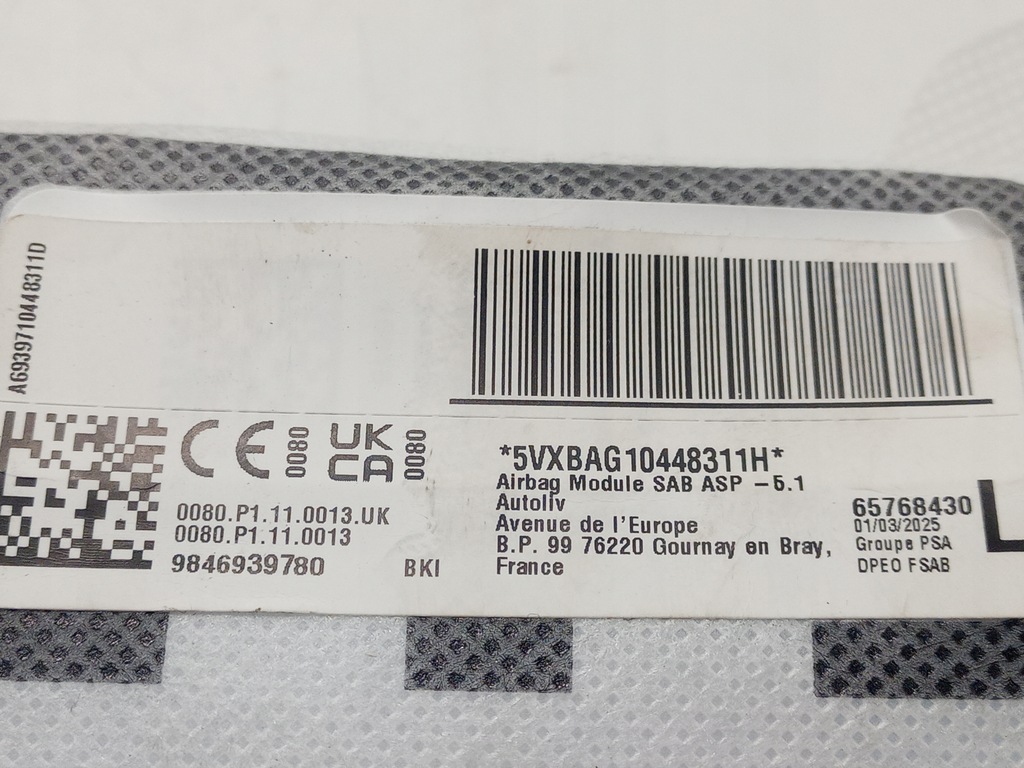 A6939710448311D
CE 0080 UK CA 0080
0080.P1.11.0013.UK
0080.P1.11.0013
9846939780 BKI
*5VXBAG10448311H*
Airbag Module SAB ASP -5.1
Autoliv
Avenue de l'Europe
B.P. 99 76220 Gournay en Bray,
France
65768430
01/03/2025
Groupe PSA
DPEO FSAB
L